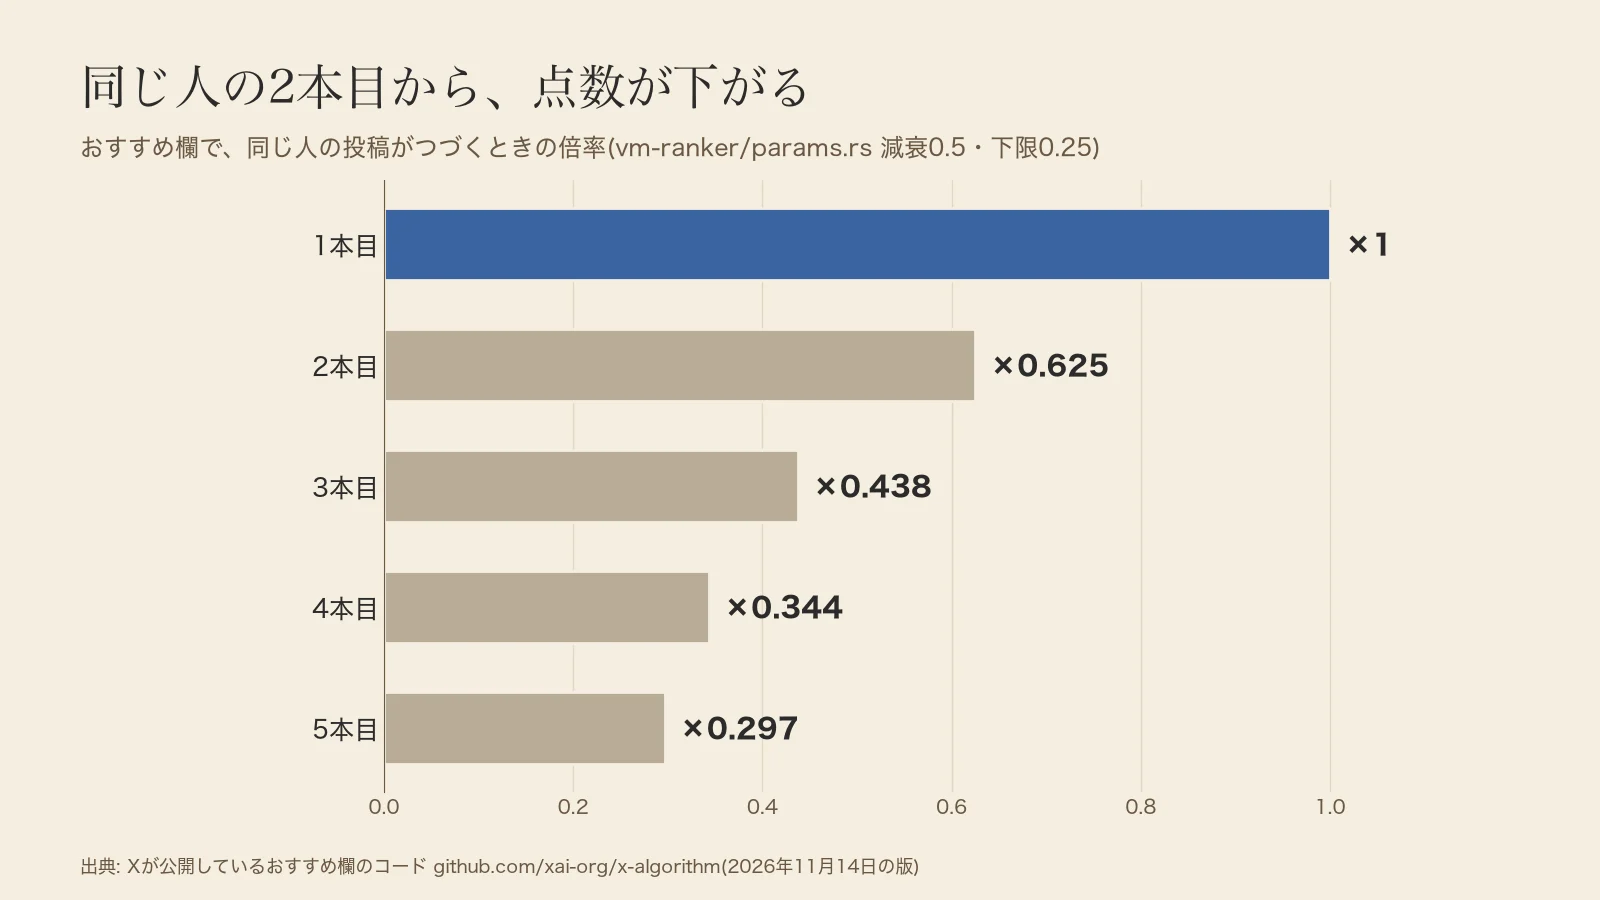 同じ人の2本目から、点数が下がる
おすすめ欄で、同じ人の投稿がつづくときの倍率(vm-ranker/params.rs 減衰0.5・下限0.25)
1本目 ×1
2本目 ×0.625
3本目 ×0.438
4本目 ×0.344
5本目 ×0.297
0.0 0.2 0.4 0.6 0.8 1.0
出典: Xが公開しているおすすめ欄のコード github.com/xai-org/x-algorithm(2026年11月14日の版)